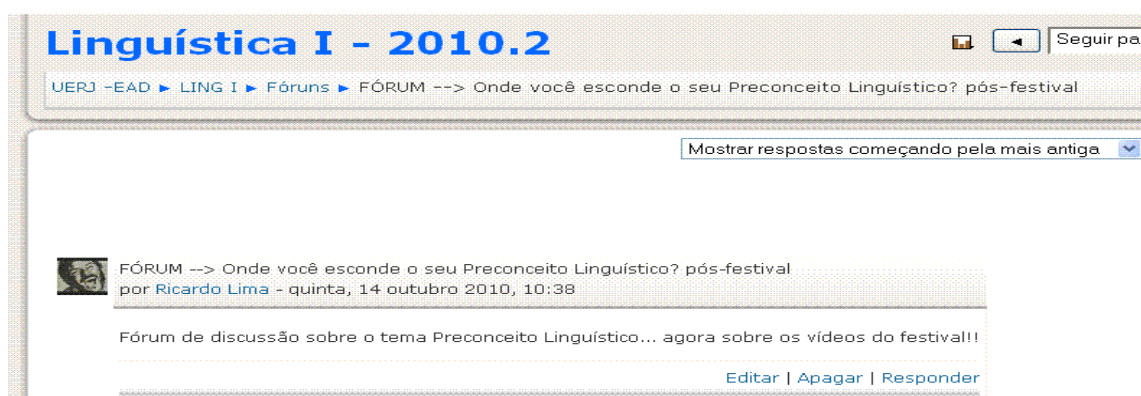 Linguística I - 2010.2
Seguir pa
UERJ -EAD ► LING I ► Fóruns ► FÓRUM --> Onde você esconde o seu Preconceito Linguístico? pós-festival
Mostrar respostas começando pela mais antiga
FÓRUM --> Onde você esconde o seu Preconceito Linguístico? pós-festival
por Ricardo Lima - quinta, 14 outubro 2010, 10:38
Fórum de discussão sobre o tema Preconceito Linguístico... agora sobre os vídeos do festival!!
Editar | Apagar | Responder